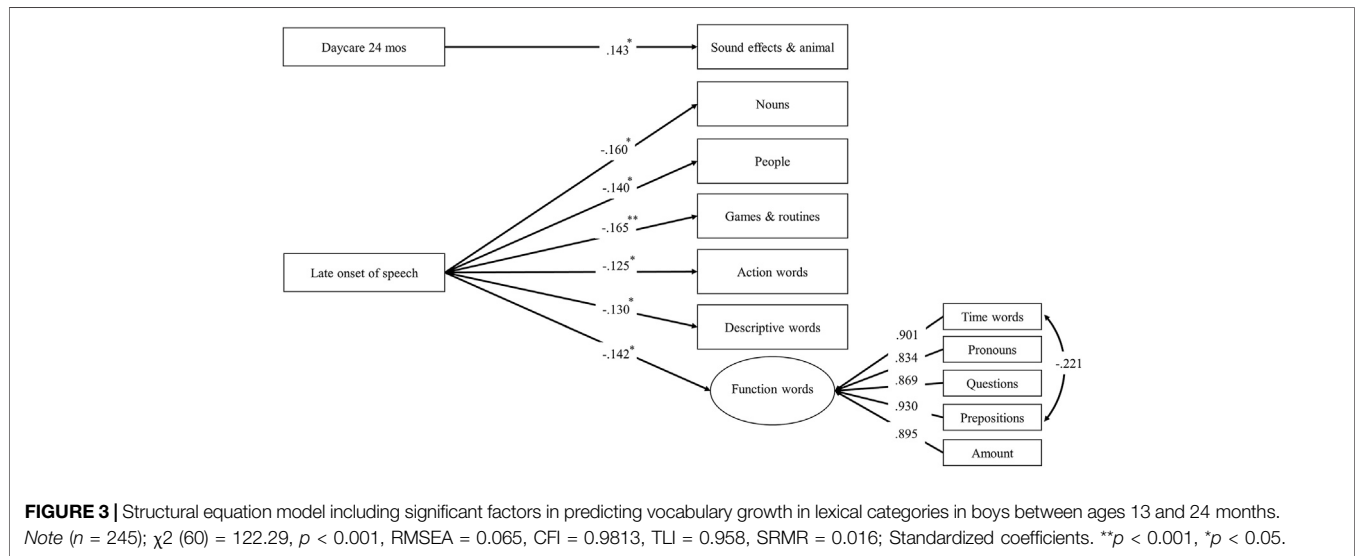 Daycare 24 mos
.143*
Sound effects & animal
Nouns
-.160*
People
-.140*
Games & routines
-.165**
Late onset of speech
-.125*
Action words
-.130*
Descriptive words
-.142*
Function words
.901
.834
.869
.930
.895
Time words
Pronouns
Questions
Prepositions
Amount
-.221
FIGURE 3 | Structural equation model including significant factors in predicting vocabulary growth in lexical categories in boys between ages 13 and 24 months.
Note (n = 245); χ2 (60) = 122.29, p < 0.001, RMSEA = 0.065, CFI = 0.9813, TLI = 0.958, SRMR = 0.016; Standardized coefficients. **p < 0.001, *p < 0.05.